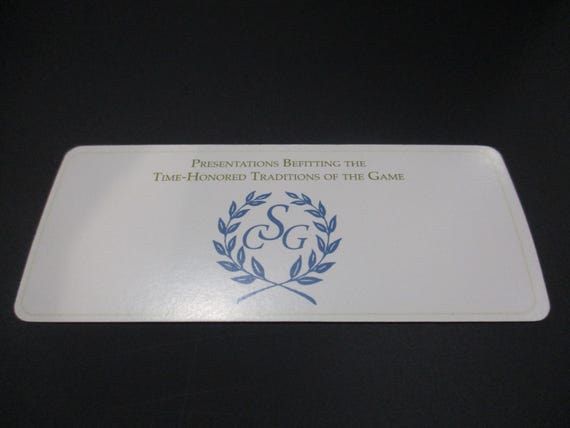 Presentations Befitting the
Time-Honored Traditions of the Game
CSG